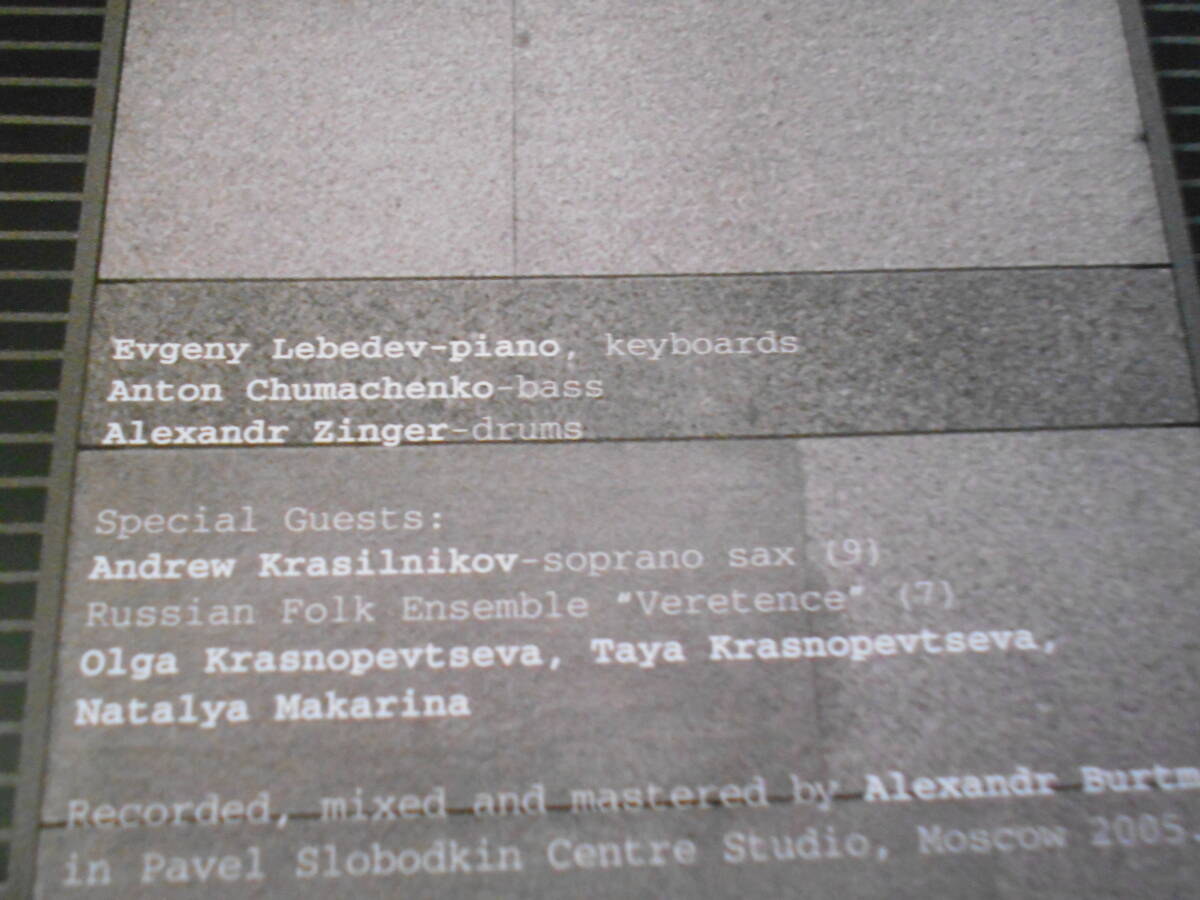 Evgeny Lebedev-piano, keyboards
Anton Chumachenko-bass
Alexandr Zinger-drums
Special Guests:
Andrew Krasilnikov-soprano sax (9)
Russian Folk Ensemble "Veretence" (7)
Olga Krasnopevtseva, Taya Krasnopevtseva,
Natalya Makarina
Recorded, mixed and mastered by Alexandr
in Pavel Slobodkin Centre Studio, Moscow 2005.